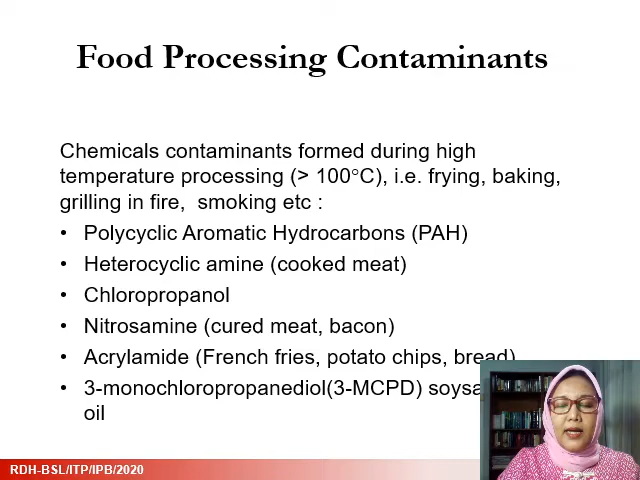 Food Processing Contaminants
Chemicals contaminants formed during high
temperature processing (> 100°C), i.e. frying, baking,
grilling in fire,  smoking etc :
• Polycyclic Aromatic Hydrocarbons (PAH)
• Heterocyclic amine (cooked meat)
• Chloropropanol
• Nitrosamine (cured meat, bacon)
• Acrylamide (French fries, potato chips, bread)
• 3-monochloropropanediol(3-MCPD)
oil
RDH-BSL/ITP/IPB/2020